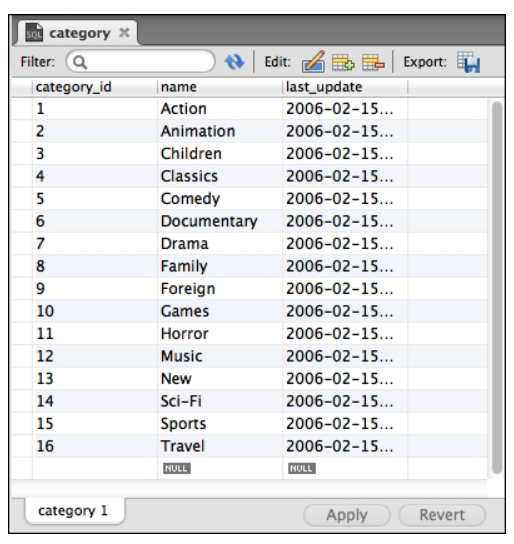 SQL category ×
Filter: Edit: Export:
category_id name last_update
1 Action 2006-02-15...
2 Animation 2006-02-15...
3 Children 2006-02-15...
4 Classics 2006-02-15...
5 Comedy 2006-02-15...
6 Documentary 2006-02-15...
7 Drama 2006-02-15...
8 Family 2006-02-15...
9 Foreign 2006-02-15...
10 Games 2006-02-15...
11 Horror 2006-02-15...
12 Music 2006-02-15...
13 New 2006-02-15...
14 Sci-Fi 2006-02-15...
15 Sports 2006-02-15...
16 Travel 2006-02-15...
NULL NULL
category 1 Apply Revert